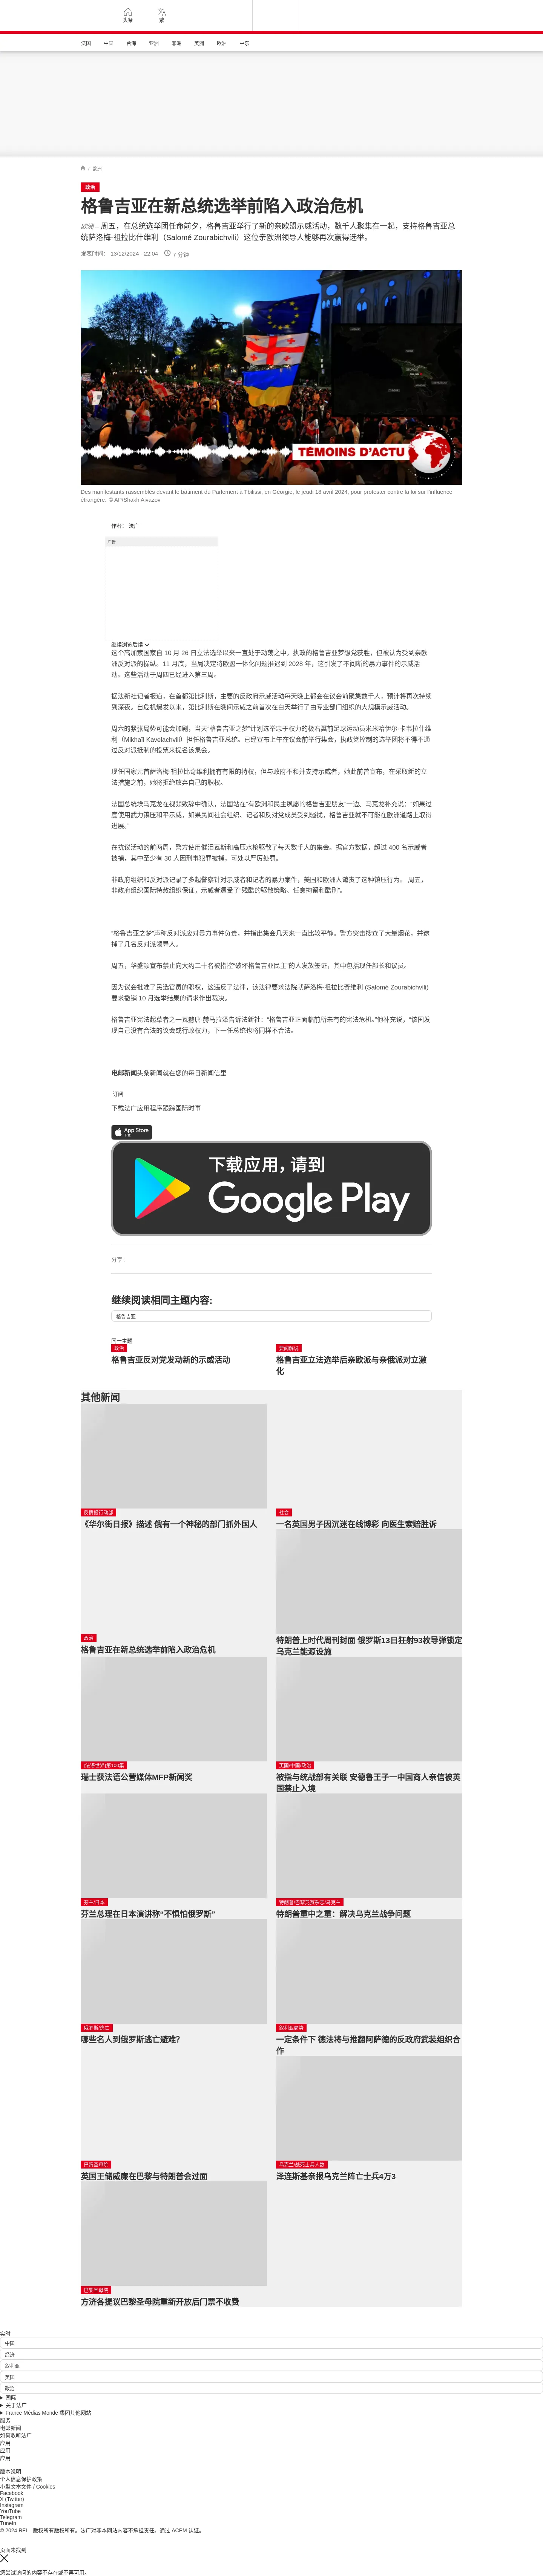 头条
繁
法国
中国
台海
亚洲
非洲
美洲
欧洲
中东
/ 欧洲
政治
格鲁吉亚在新总统选举前陷入政治危机
欧洲 – 周五，在总统选举团任命前夕，格鲁吉亚举行了新的亲欧盟示威活动，数千人聚集在一起，支持格鲁吉亚总
统萨洛梅-祖拉比什维利（Salomé Zourabichvili）这位亲欧洲领导人能够再次赢得选举。
发表时间： 13/12/2024 - 22:04
7 分钟
TÉMOINS D'ACTU
Des manifestants rassemblés devant le bâtiment du Parlement à Tbilissi, en Géorgie, le jeudi 18 avril 2024, pour protester contre la loi sur l'influence
étrangère. © AP/Shakh Aivazov
作者： 法广
广告
继续浏览后续
这个高加索国家自 10 月 26 日立法选举以来一直处于动荡之中，执政的格鲁吉亚梦想党获胜，但被认为受到亲欧
洲反对派的操纵。11 月底，当局决定将欧盟一体化问题推迟到 2028 年，这引发了不间断的暴力事件的示威活
动。这些活动于周四已经进入第三周。
据法新社记者报道，在首都第比利斯，主要的反政府示威活动每天晚上都会在议会前聚集数千人，预计将再次持续
到深夜。自危机爆发以来，第比利斯在晚间示威之前首次在白天举行了由专业部门组织的大规模示威活动。
周六的紧张局势可能会加剧，当天“格鲁吉亚之梦”计划选举忠于权力的极右翼前足球运动员米米哈伊尔·卡韦拉什维
利（Mikhaïl Kavelachvili）担任格鲁吉亚总统。已经宣布上午在议会前举行集会，执政党控制的选举团将不得不通
过反对派抵制的投票来提名该集会。
现任国家元首萨洛梅·祖拉比奇维利拥有有限的特权，但与政府不和并支持示威者，她此前曾宣布，在采取新的立
法措施之前，她将拒绝放弃自己的职权。
法国总统埃马克龙在视频致辞中确认，法国站在“有欧洲和民主夙愿的格鲁吉亚朋友”一边。马克龙补充说：“如果过
度使用武力镇压和平示威，如果民间社会组织、记者和反对党成员受到骚扰，格鲁吉亚就不可能在欧洲道路上取得
进展。”
在抗议活动的前两周，警方使用催泪瓦斯和高压水枪驱散了每天数千人的集会。据官方数据，超过 400 名示威者
被捕，其中至少有 30 人因刑事犯罪被捕，可处以严厉处罚。
非政府组织和反对派记录了多起警察针对示威者和记者的暴力案件，美国和欧洲人谴责了这种镇压行为。 周五，
非政府组织国际特赦组织保证，示威者遭受了“残酷的驱散策略、任意拘留和酷刑”。
“格鲁吉亚之梦”声称反对派应对暴力事件负责，并指出集会几天来一直比较平静。警方突击搜查了大量烟花，并逮
捕了几名反对派领导人。
周五，华盛顿宣布禁止向大约二十名被指控“破坏格鲁吉亚民主”的人发放签证，其中包括现任部长和议员。
因为议会批准了民选官员的职权，这违反了法律，该法律要求法院就萨洛梅·祖拉比奇维利 (Salomé Zourabichvili)
要求撤销 10 月选举结果的请求作出裁决。
格鲁吉亚宪法起草者之一瓦赫唐·赫马拉泽告诉法新社：“格鲁吉亚正面临前所未有的宪法危机。”他补充说，“该国发
现自己没有合法的议会或行政权力，下一任总统也将同样不合法。
电邮新闻头条新闻就在您的每日新闻信里
订阅
下载法广应用程序跟踪国际时事
App Store
下载应用，请到
Google Play
分享 :
继续阅读相同主题内容:
格鲁吉亚
同一主题
政治
格鲁吉亚反对党发动新的示威活动
要闻解说
格鲁吉亚立法选举后亲欧派与亲俄派对立激
化
其他新闻
反情报行动部
《华尔街日报》描述 俄有一个神秘的部门抓外国人
社会
一名英国男子因沉迷在线博彩 向医生索赔胜诉
政治
格鲁吉亚在新总统选举前陷入政治危机
特朗普上时代周刊封面 俄罗斯13日狂射93枚导弹锁定
乌克兰能源设施
[法语世界]第100集
瑞士获法语公营媒体MFP新闻奖
英国/中国/政治
被指与统战部有关联 安德鲁王子一中国商人亲信被英
国禁止入境
芬兰/日本
芬兰总理在日本演讲称“不惧怕俄罗斯”
特朗普/巴黎竞赛杂志/乌克兰
特朗普重中之重：解决乌克兰战争问题
俄罗斯/逃亡
哪些名人到俄罗斯逃亡避难?
叙利亚局势
一定条件下 德法将与推翻阿萨德的反政府武装组织合
作
巴黎圣母院
英国王储威廉在巴黎与特朗普会过面
乌克兰/战死士兵人数
泽连斯基亲报乌克兰阵亡士兵4万3
巴黎圣母院
方济各提议巴黎圣母院重新开放后门票不收费
实时
中国
经济
叙利亚
美国
政治
国际
关于法广
France Médias Monde 集团其他网站
服务
电邮新闻
如何收听法广
应用
应用
应用
版本说明
个人信息保护政策
小型文本文件 / Cookies
Facebook
X (Twitter)
Instagram
YouTube
Telegram
TuneIn
© 2024 RFI – 版权所有版权所有。法广对非本网站内容不承担责任。通过 ACPM 认证。
页面未找到
您尝试访问的内容不存在或不再可用。